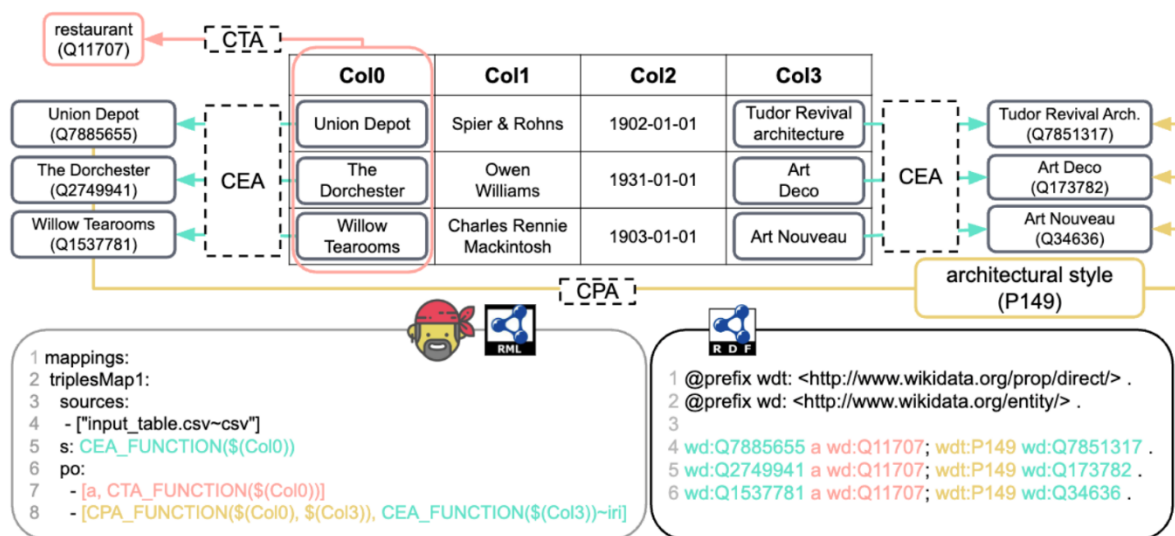 restaurant
(Q11707)
CTA
Col0
Col1
Col2
Col3
Union Depot
(Q7885655)
Union Depot
Spier & Rohns
1902-01-01
Tudor Revival
architecture
Tudor Revival Arch.
(Q7851317)
The Dorchester
(Q2749941)
CEA
The
Dorchester
Owen
Williams
1931-01-01
Art
Deco
CEA
Art Deco
(Q173782)
Willow Tearooms
(Q1537781)
Willow
Tearooms
Charles Rennie
Mackintosh
1903-01-01
Art Nouveau
Art Nouveau
(Q34636)
CPA
architectural style
(P149)
RML
1 mappings:
2 triplesMap1:
3 sources:
4 - ["input_table.csv~csv"]
5 s: CEA_FUNCTION($(Col0))
6 po:
7 - [a, CTA_FUNCTION($(Col0))]
8 - [CPA_FUNCTION($(Col0), $(Col3)), CEA_FUNCTION($(Col3))~iri]
R D F
1 @prefix wdt: <http://www.wikidata.org/prop/direct/> .
2 @prefix wd: <http://www.wikidata.org/entity/> .
3
4 wd:Q7885655 a wd:Q11707; wdt:P149 wd:Q7851317 .
5 wd:Q2749941 a wd:Q11707; wdt:P149 wd:Q173782 .
6 wd:Q1537781 a wd:Q11707; wdt:P149 wd:Q34636 .